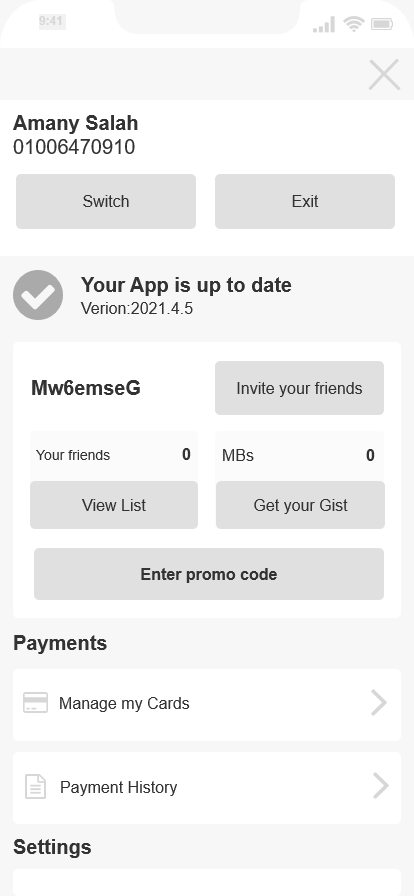 9:41
Amany Salah
01006470910
Switch
Exit
Your App is up to date
Verion:2021.4.5
Mw6emseG
Invite your friends
Your friends 0
MBs 0
View List
Get your Gist
Enter promo code
Payments
Manage my Cards
Payment History
Settings